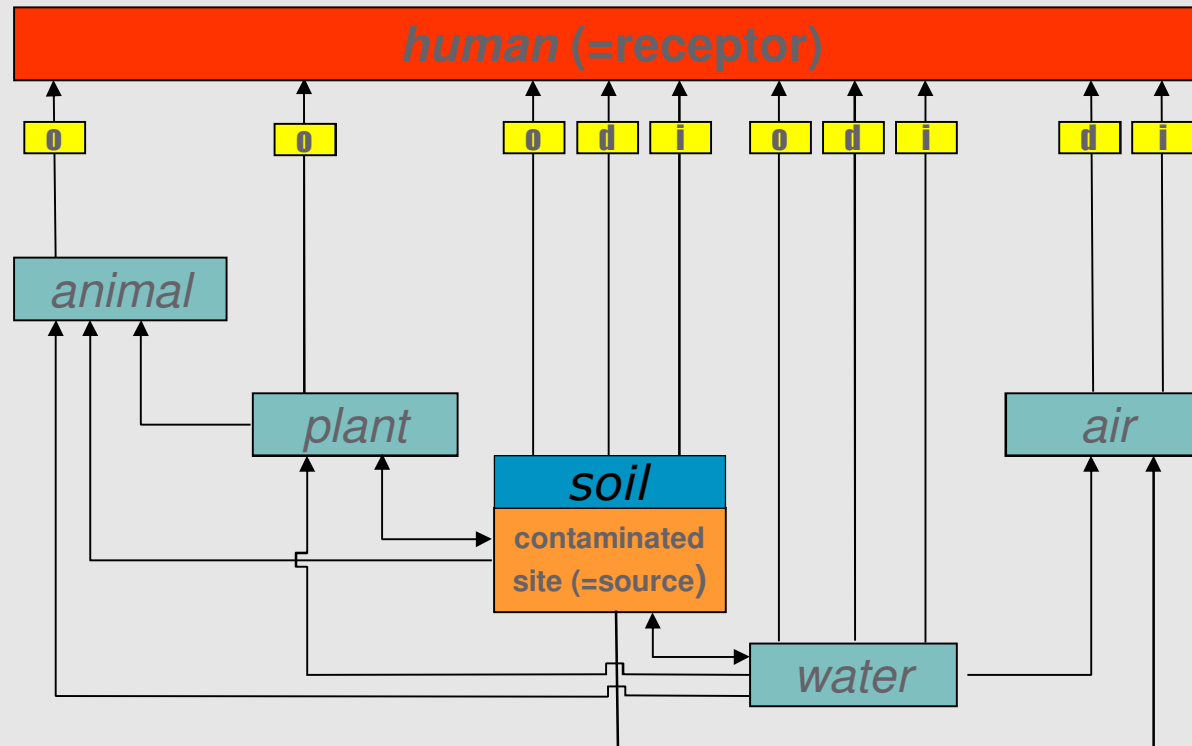 human (=receptor)
o o o d i o d i d i
animal
plant
air
soil
contaminated
site (=source)
water